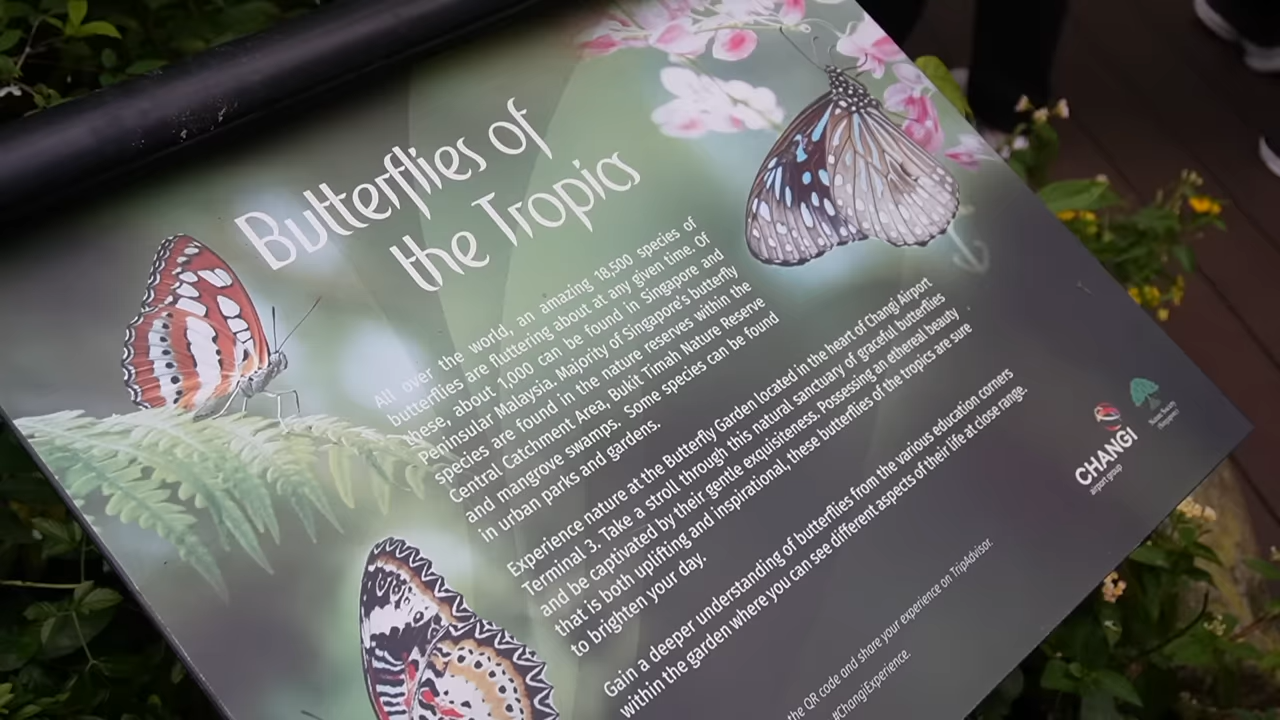 Butterflies of
the Tropics
All over the world, an amazing 18,500 species of
butterflies are fluttering about at any given time. Of
these, about 1,000 can be found in Singapore and
Peninsular Malaysia. Majority of Singapore's butterfly
species are found in the nature reserves within the
Central Catchment Area, Bukit Timah Nature Reserve
and mangrove swamps. Some species can be found
in urban parks and gardens.
Experience nature at the Butterfly Garden located in the heart of Changi Airport
Terminal 3. Take a stroll through this natural sanctuary of graceful butterflies
and be captivated by their gentle exquisiteness. Possessing an ethereal beauty
that is both uplifting and inspirational, these butterflies of the tropics are sure
to brighten your day.
Gain a deeper understanding of butterflies from the various education corners
within the garden where you can see different aspects of their life at close range.
the QR code and share your experience on TripAdvisor.
#ChangiExperience.
CHANGI
airport group